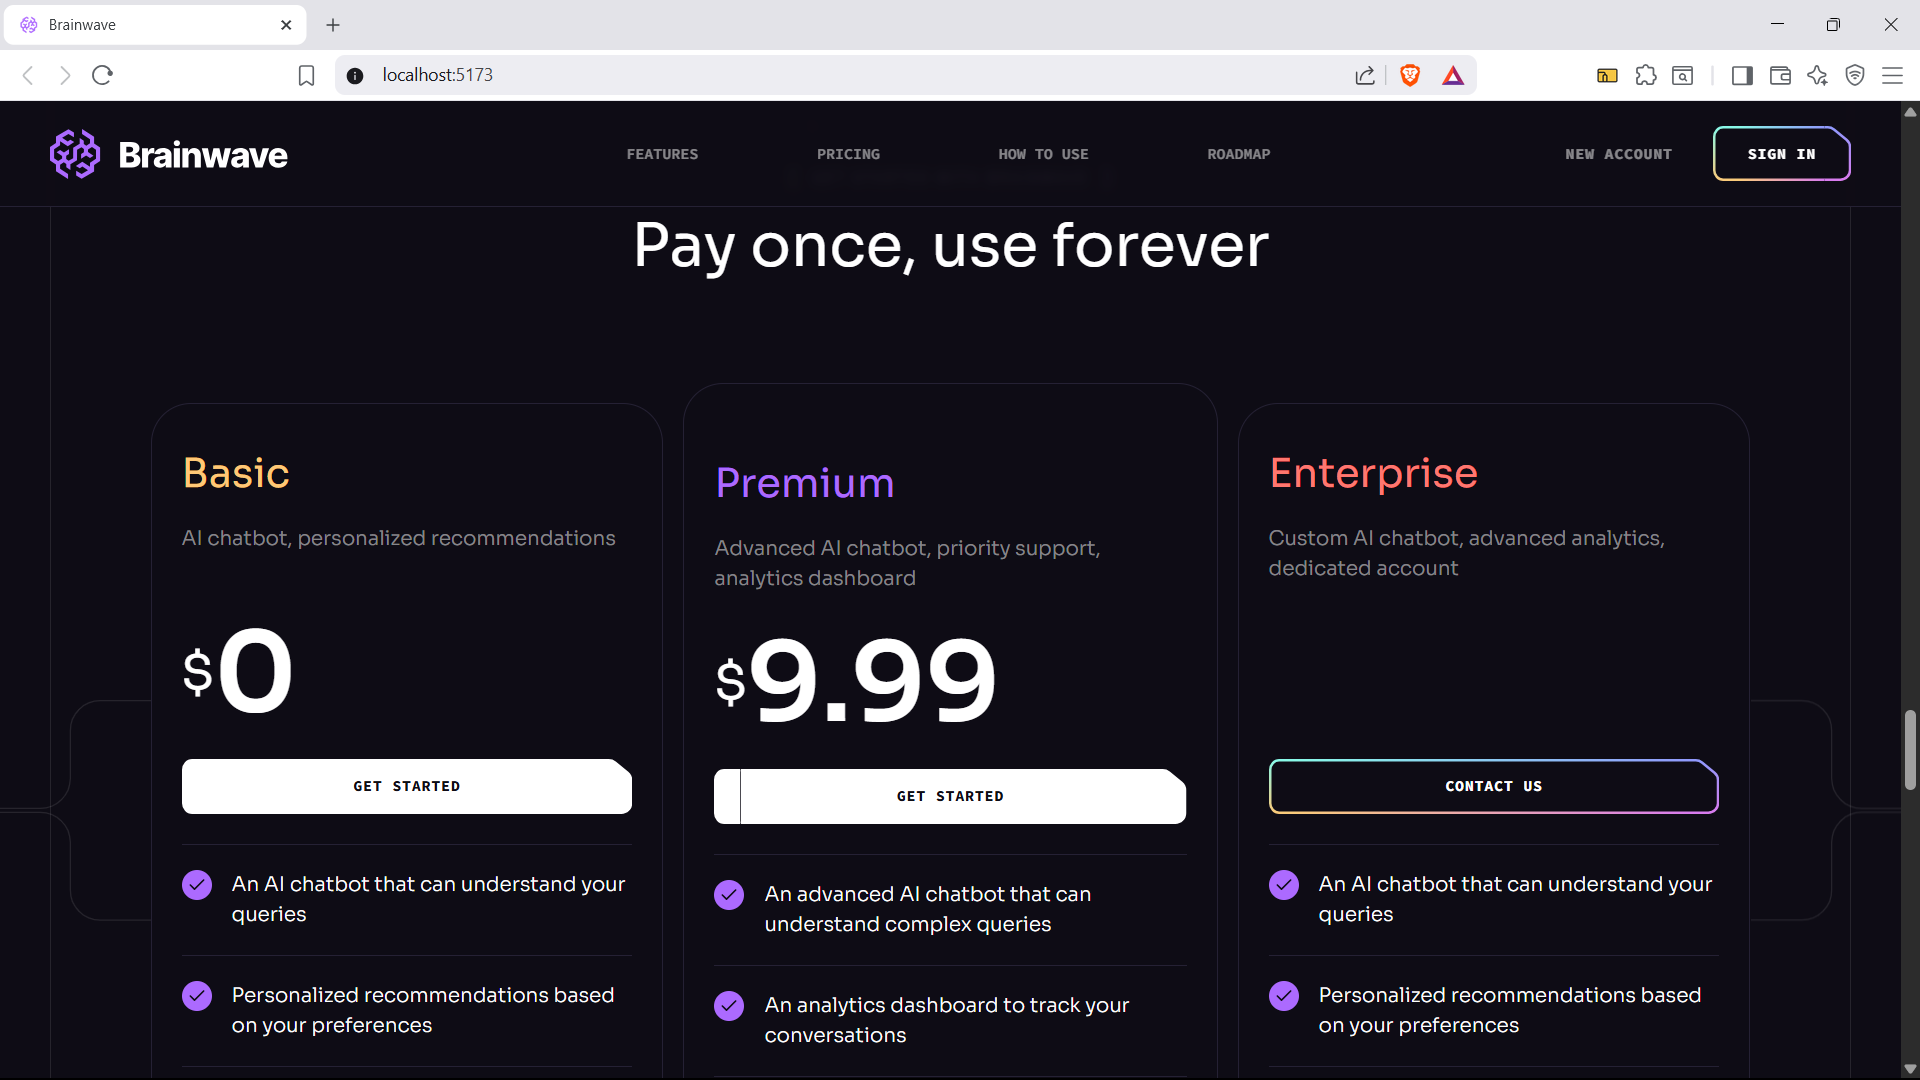 Brainwave
localhost:5173
Brainwave
FEATURES
PRICING
HOW TO USE
ROADMAP
NEW ACCOUNT
SIGN IN
Pay once, use forever
Basic
AI chatbot, personalized recommendations
$0
GET STARTED
An AI chatbot that can understand your
queries
Personalized recommendations based
on your preferences
Premium
Advanced AI chatbot, priority support,
analytics dashboard
$9.99
GET STARTED
An advanced AI chatbot that can
understand complex queries
An analytics dashboard to track your
conversations
Enterprise
Custom AI chatbot, advanced analytics,
dedicated account
CONTACT US
An AI chatbot that can understand your
queries
Personalized recommendations based
on your preferences